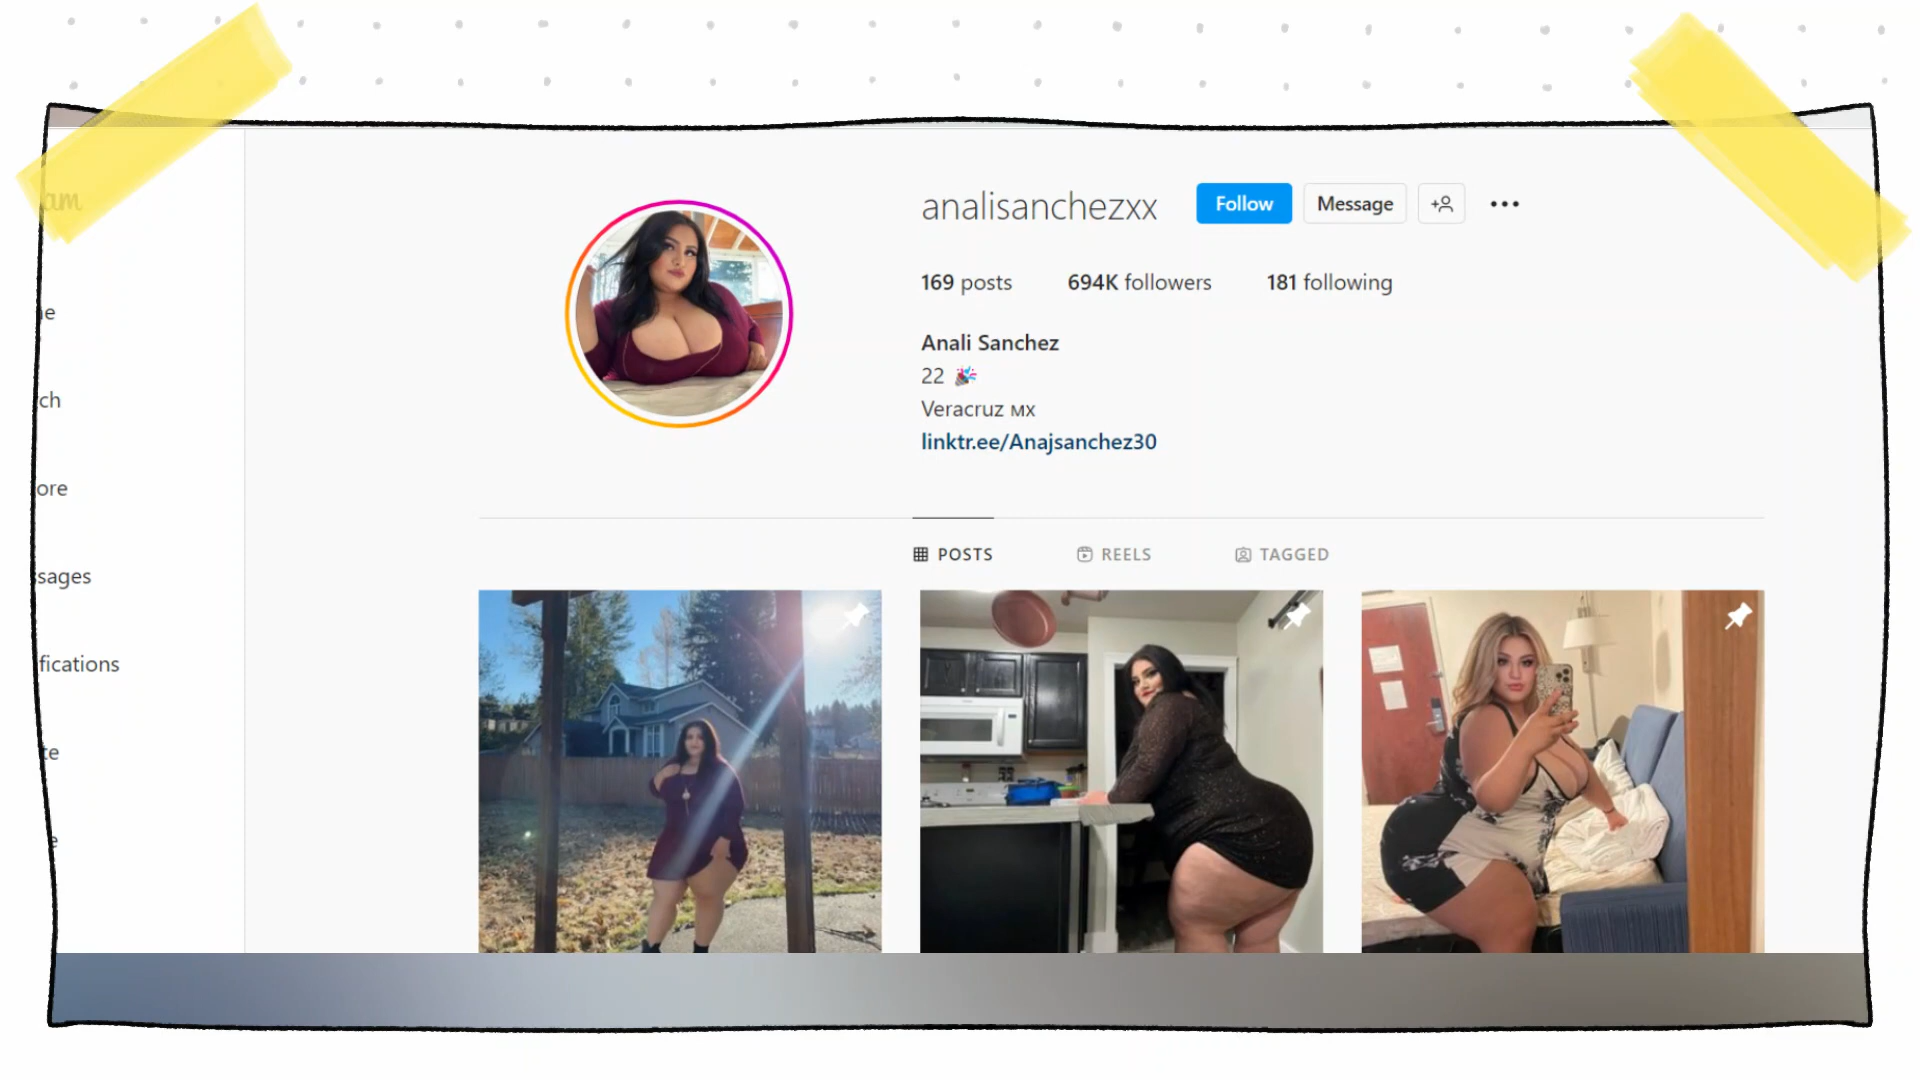 am
analisanchezxx Follow Message
169 posts 694K followers 181 following
Anali Sanchez
22
Veracruz MX
linktr.ee/Anajsanchez30
e
ch
ore
ssages
fications
te
e
POSTS REELS TAGGED